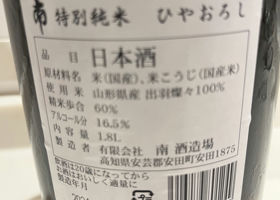 南 特別純米 ひやおろし
品目 日本酒
原材料名 米(国産)、米こうじ(国産米)
使用米 山形県産 出羽燦々100%
精米歩合 60%
アルコール分 16.5%
内容量 1.8L
製造者 有限会社 南 酒造場
高知県安芸郡安田町安田1875
飲酒は20歳になってから
お酒はおいしく適量に
製造年月